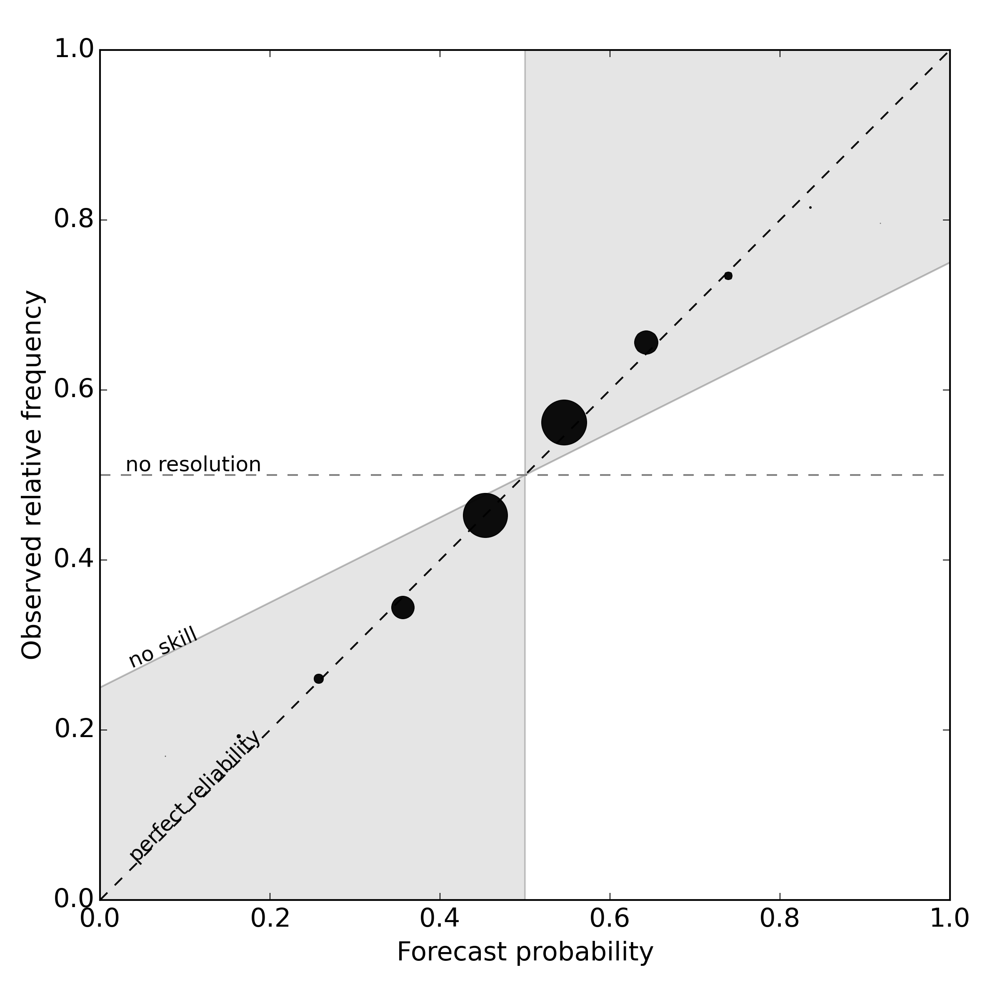 1.0
0.8
0.6
0.4
0.2
0.0
Observed relative frequency
no resolution
no skill
perfect reliability
0.0 0.2 0.4 0.6 0.8 1.0
Forecast probability